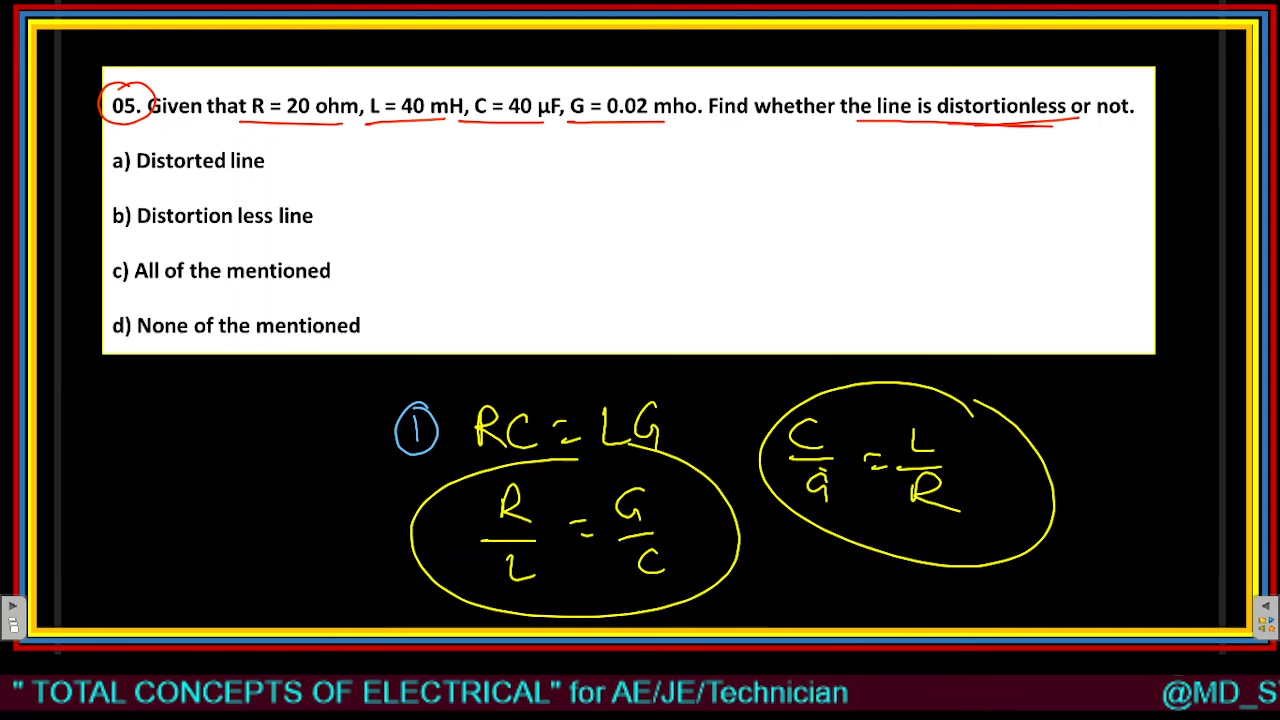 05. Given that R = 20 ohm, L = 40 mH, C = 40 µF, G = 0.02 mho. Find whether the line is distortionless or not.
a) Distorted line
b) Distortion less line
c) All of the mentioned
d) None of the mentioned
① RC = LG
R/L = G/C
C/G = L/R
" TOTAL CONCEPTS OF ELECTRICAL" for AE/JE/Technician